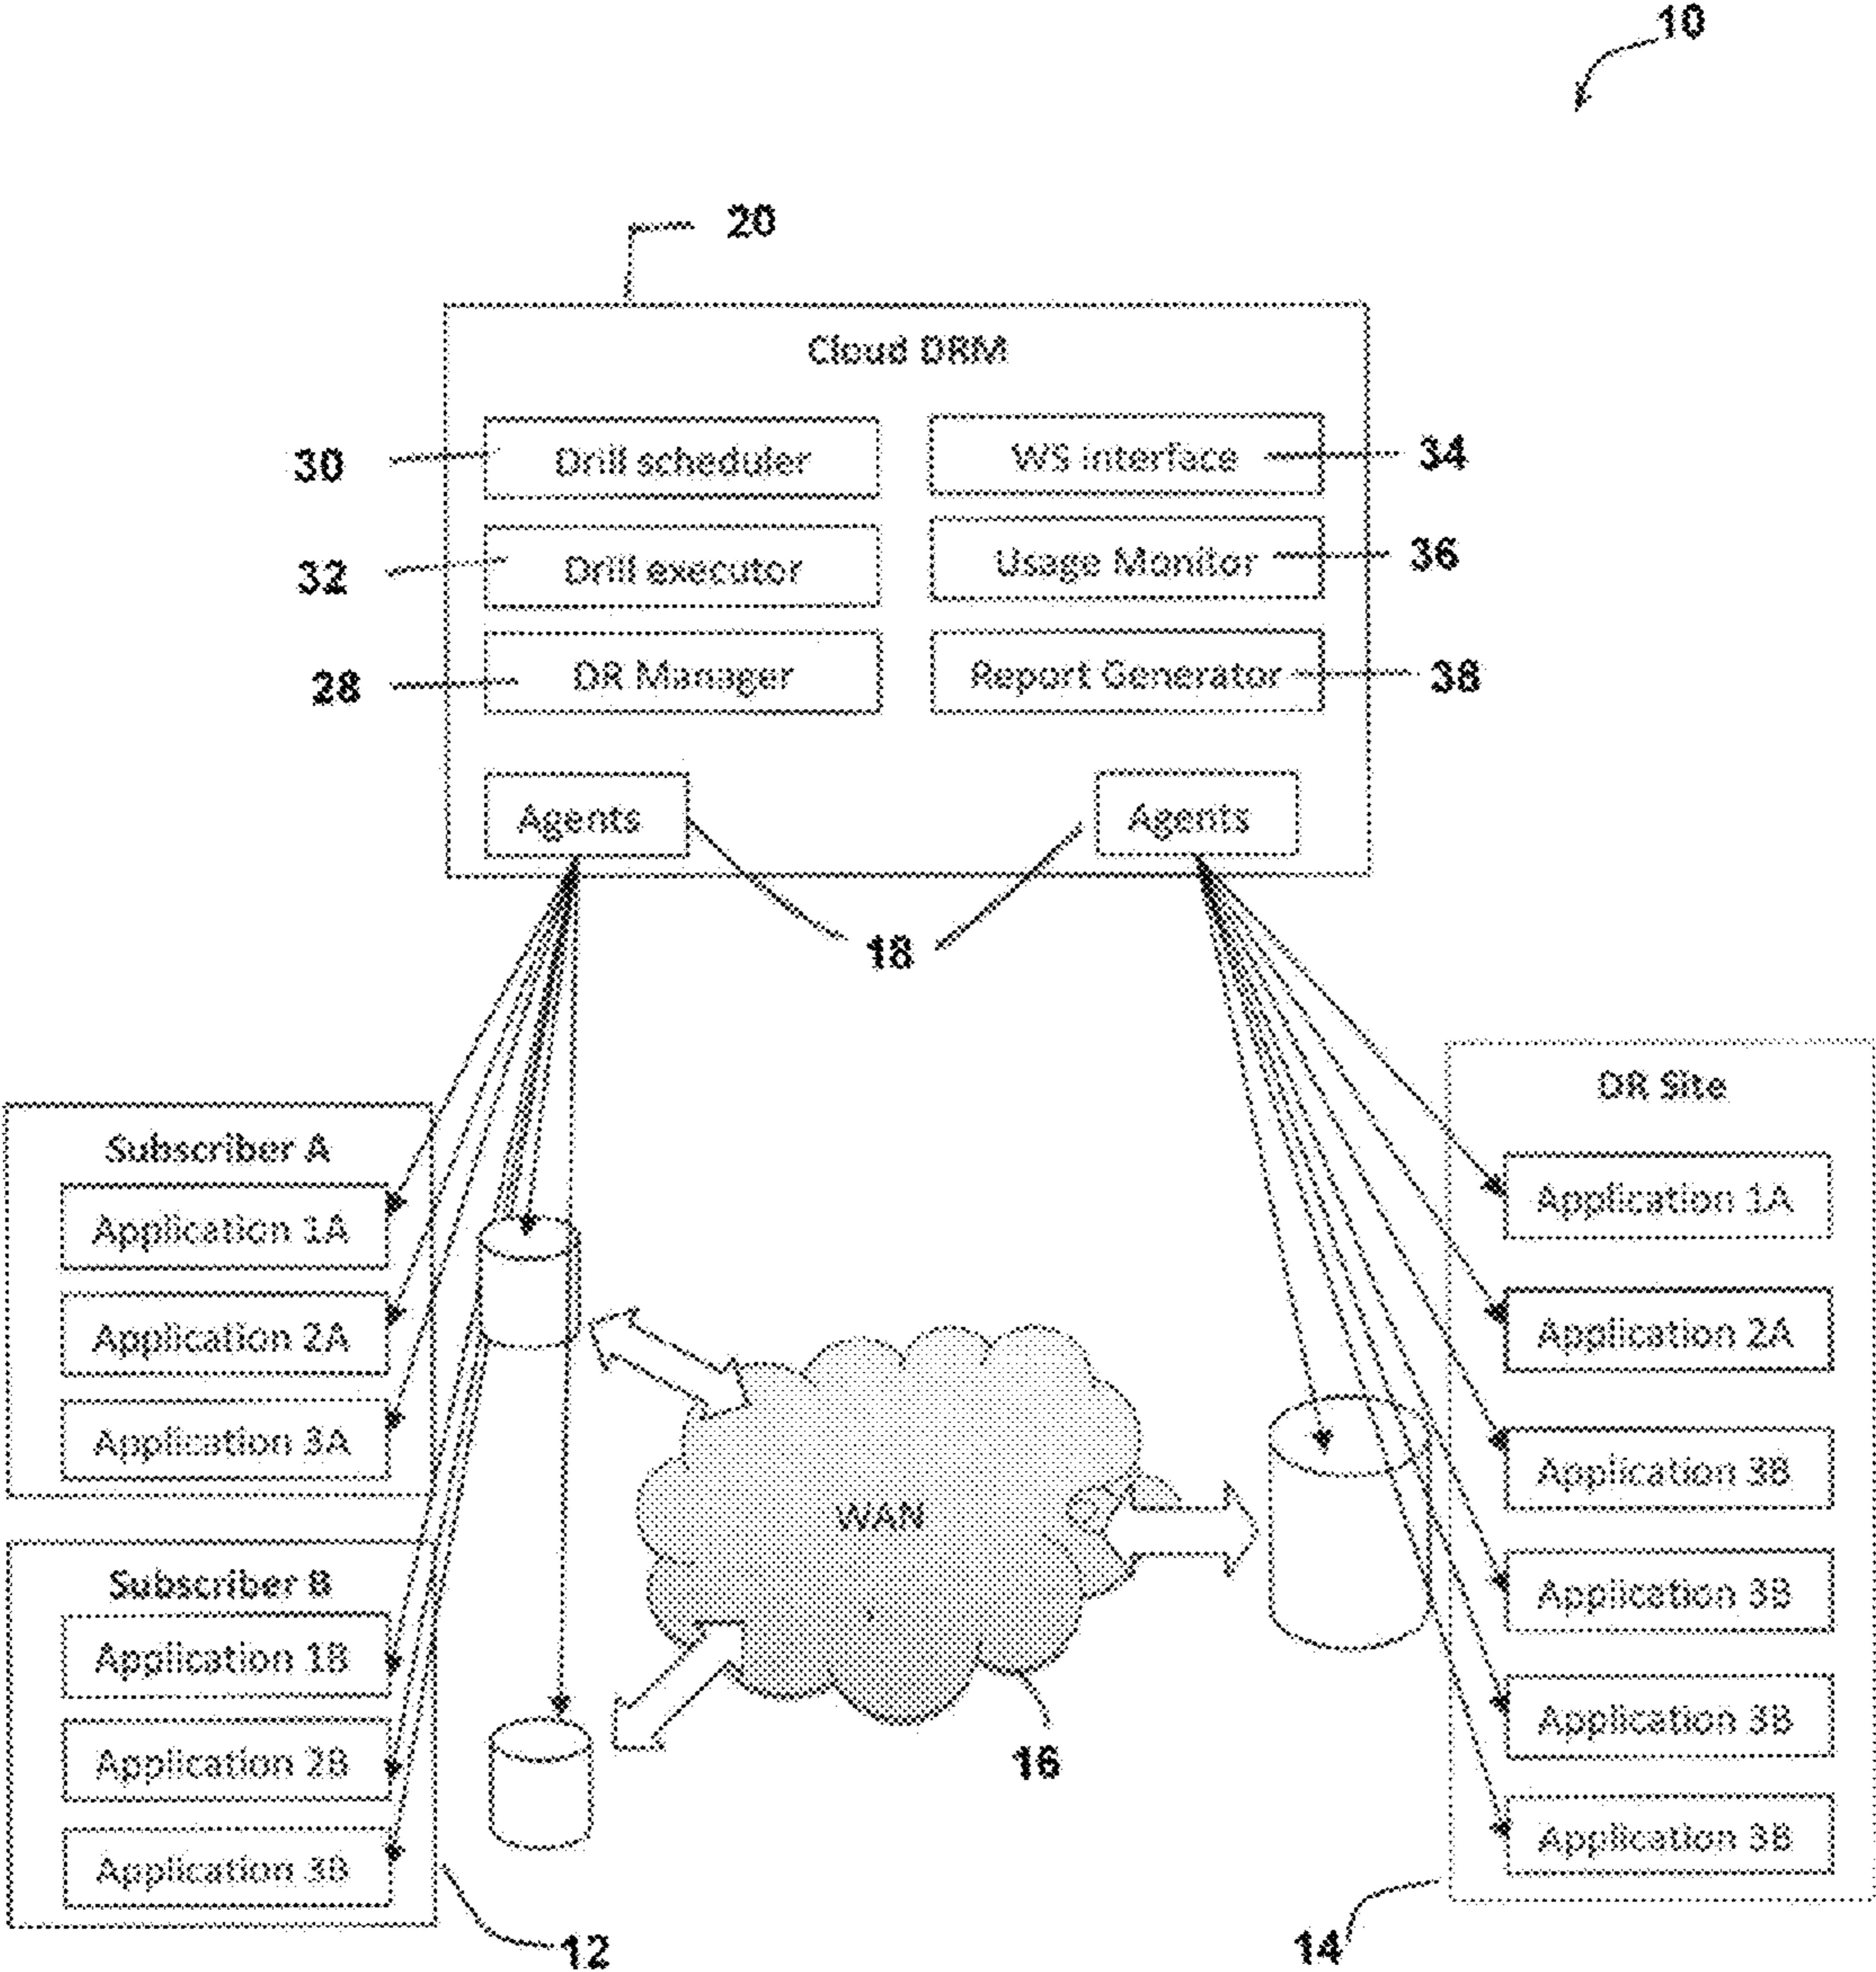 10
20
Cloud DRM
30 Drill scheduler WS interface 34
32 Drill executor Usage Monitor 36
28 DR Manager Report Generator 38
Agents Agents
18
DR Site
Subscriber A
Application 1A
Application 2A
Application 3A
Subscriber B
Application 1B
Application 2B
Application 3B
12
WAN
16
Application 1A
Application 2A
Application 3B
Application 3B
Application 3B
Application 3B
14